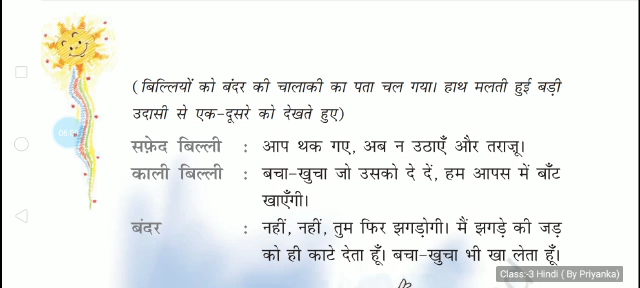 (बिल्लियों को बंदर की चालाकी का पता चल गया। हाथ मलती हुई बड़ी
उदासी से एक-दूसरे को देखते हुए)
सफ़ेद बिल्ली : आप थक गए, अब न उठाएँ और तराजू।
काली बिल्ली : बचा-खुचा जो उसको दे दें, हम आपस में बाँट
खाएँगी।
बंदर : नहीं, नहीं, तुम फिर झगड़ोगी। मैं झगड़े की जड़
को ही काटे देता हूँ। बचा-खुचा भी खा लेता हूँ।
Class:-3 Hindi ( By Priyanka)